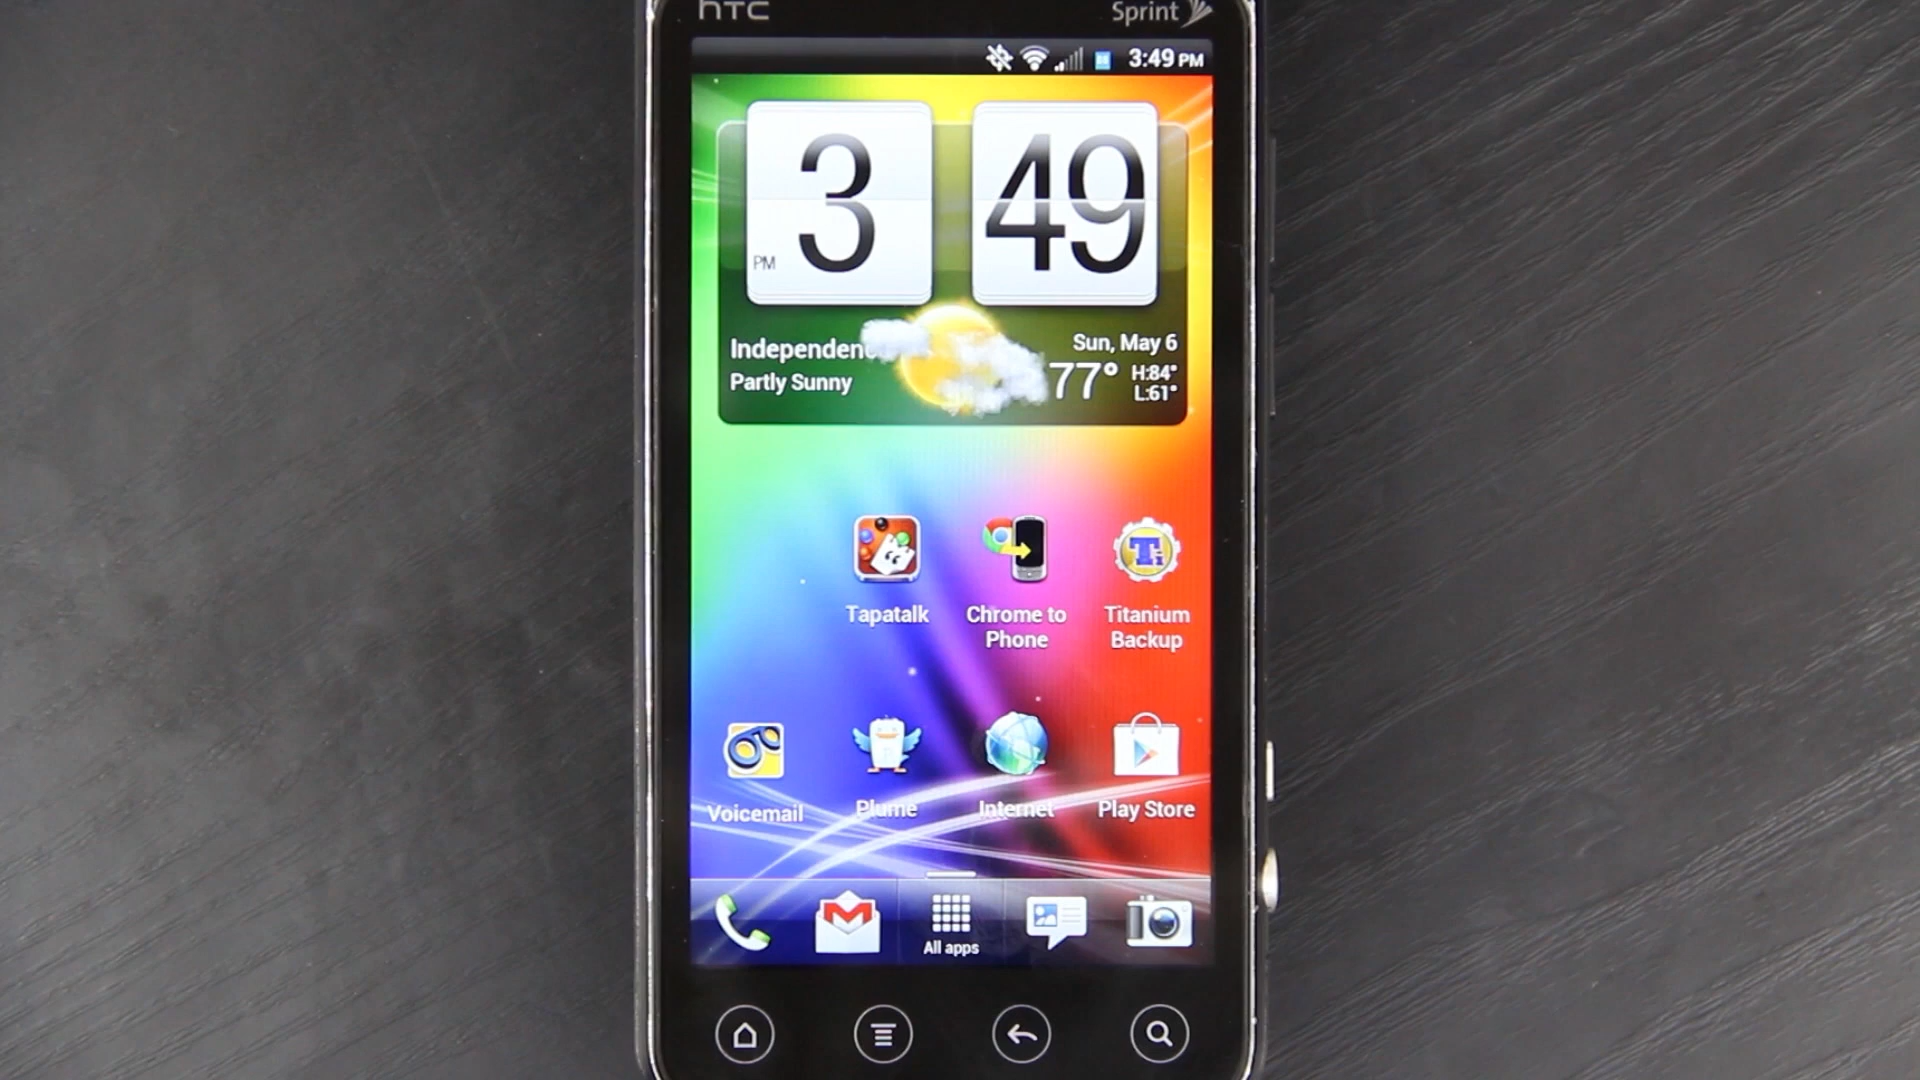 hTC
Sprint
3:49 PM
3
49
PM
Independenc
Partly Sunny
Sun, May 6
77°
H:84°
L:61°
Tapatalk
Chrome to
Phone
Titanium
Backup
Voicemail
Plume
Internet
Play Store
All apps